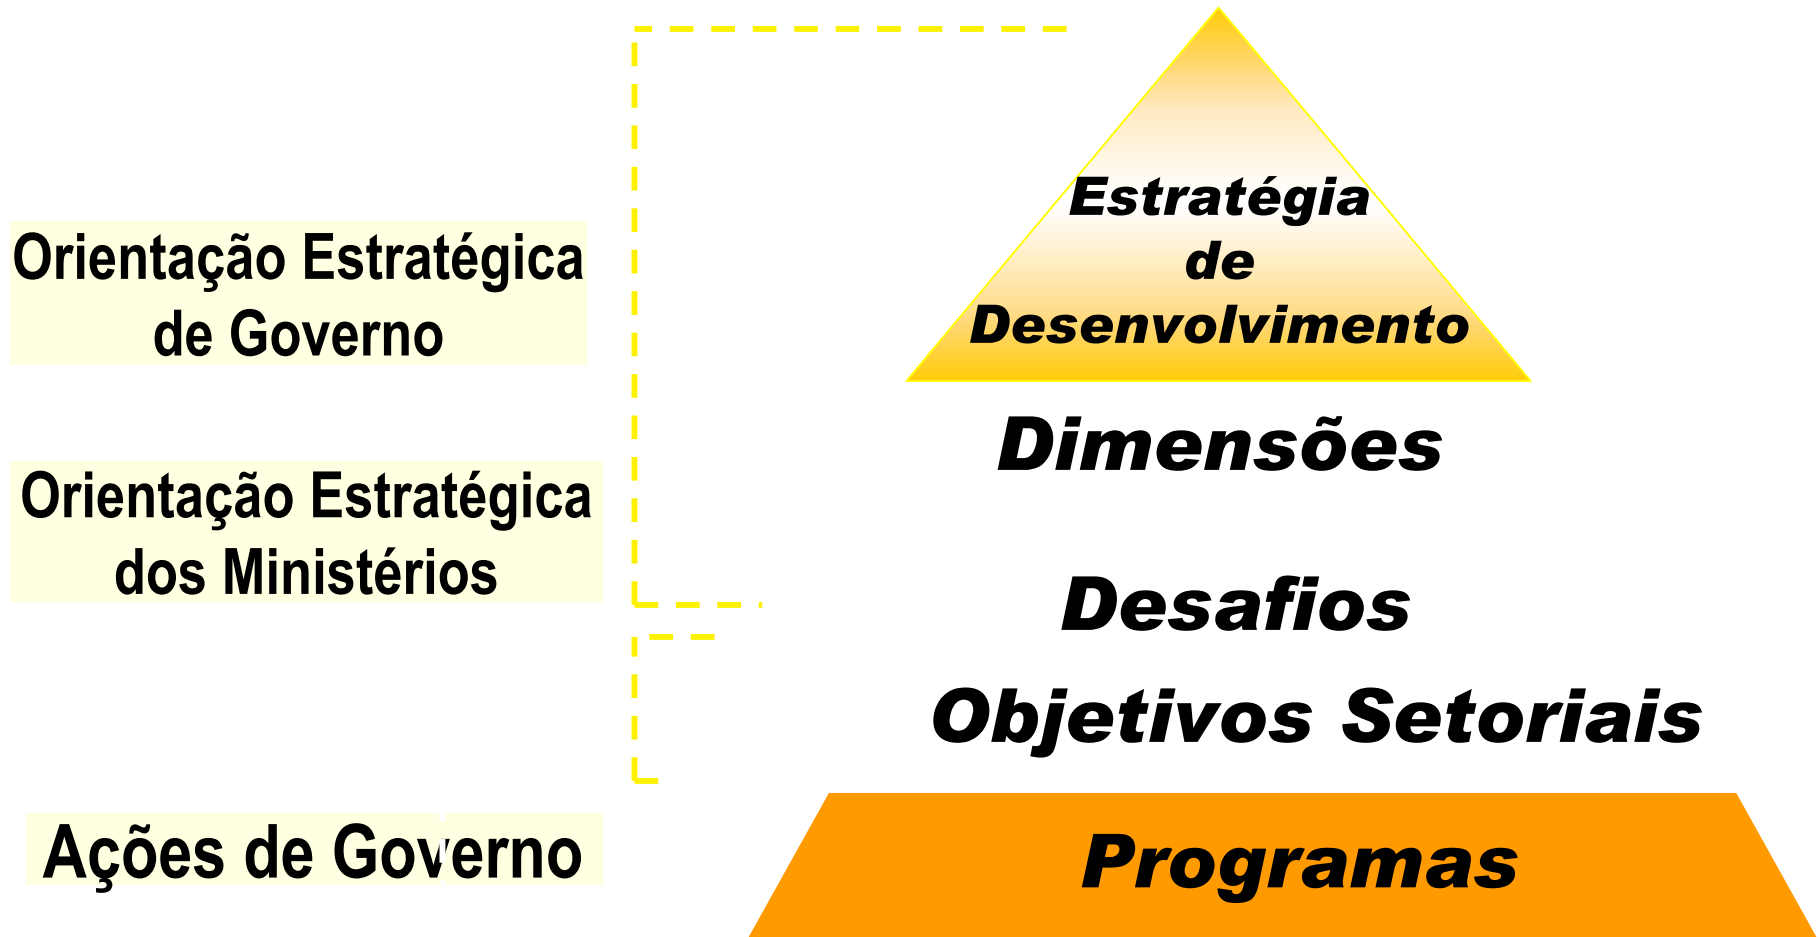 Orientação Estratégica
de Governo
Orientação Estratégica
dos Ministérios
Ações de Governo
Estratégia
de
Desenvolvimento
Dimensões
Desafios
Objetivos Setoriais
Programas